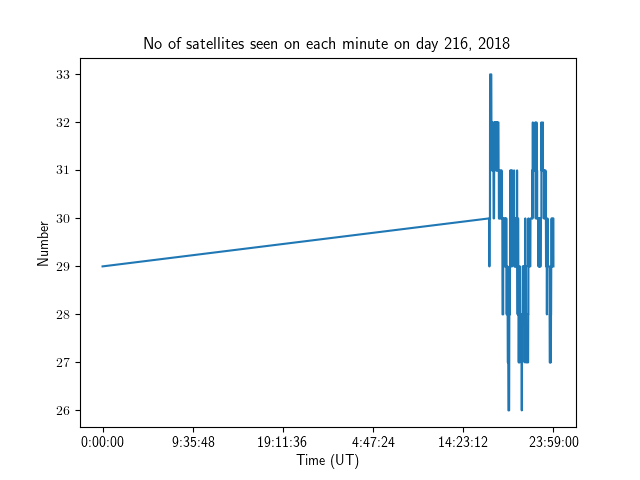 No of satellites seen on each minute on day 216, 2018
33
32
31
30
29
28
27
26
Number
0:00:00 9:35:48 19:11:36 4:47:24 14:23:12 23:59:00
Time (UT)